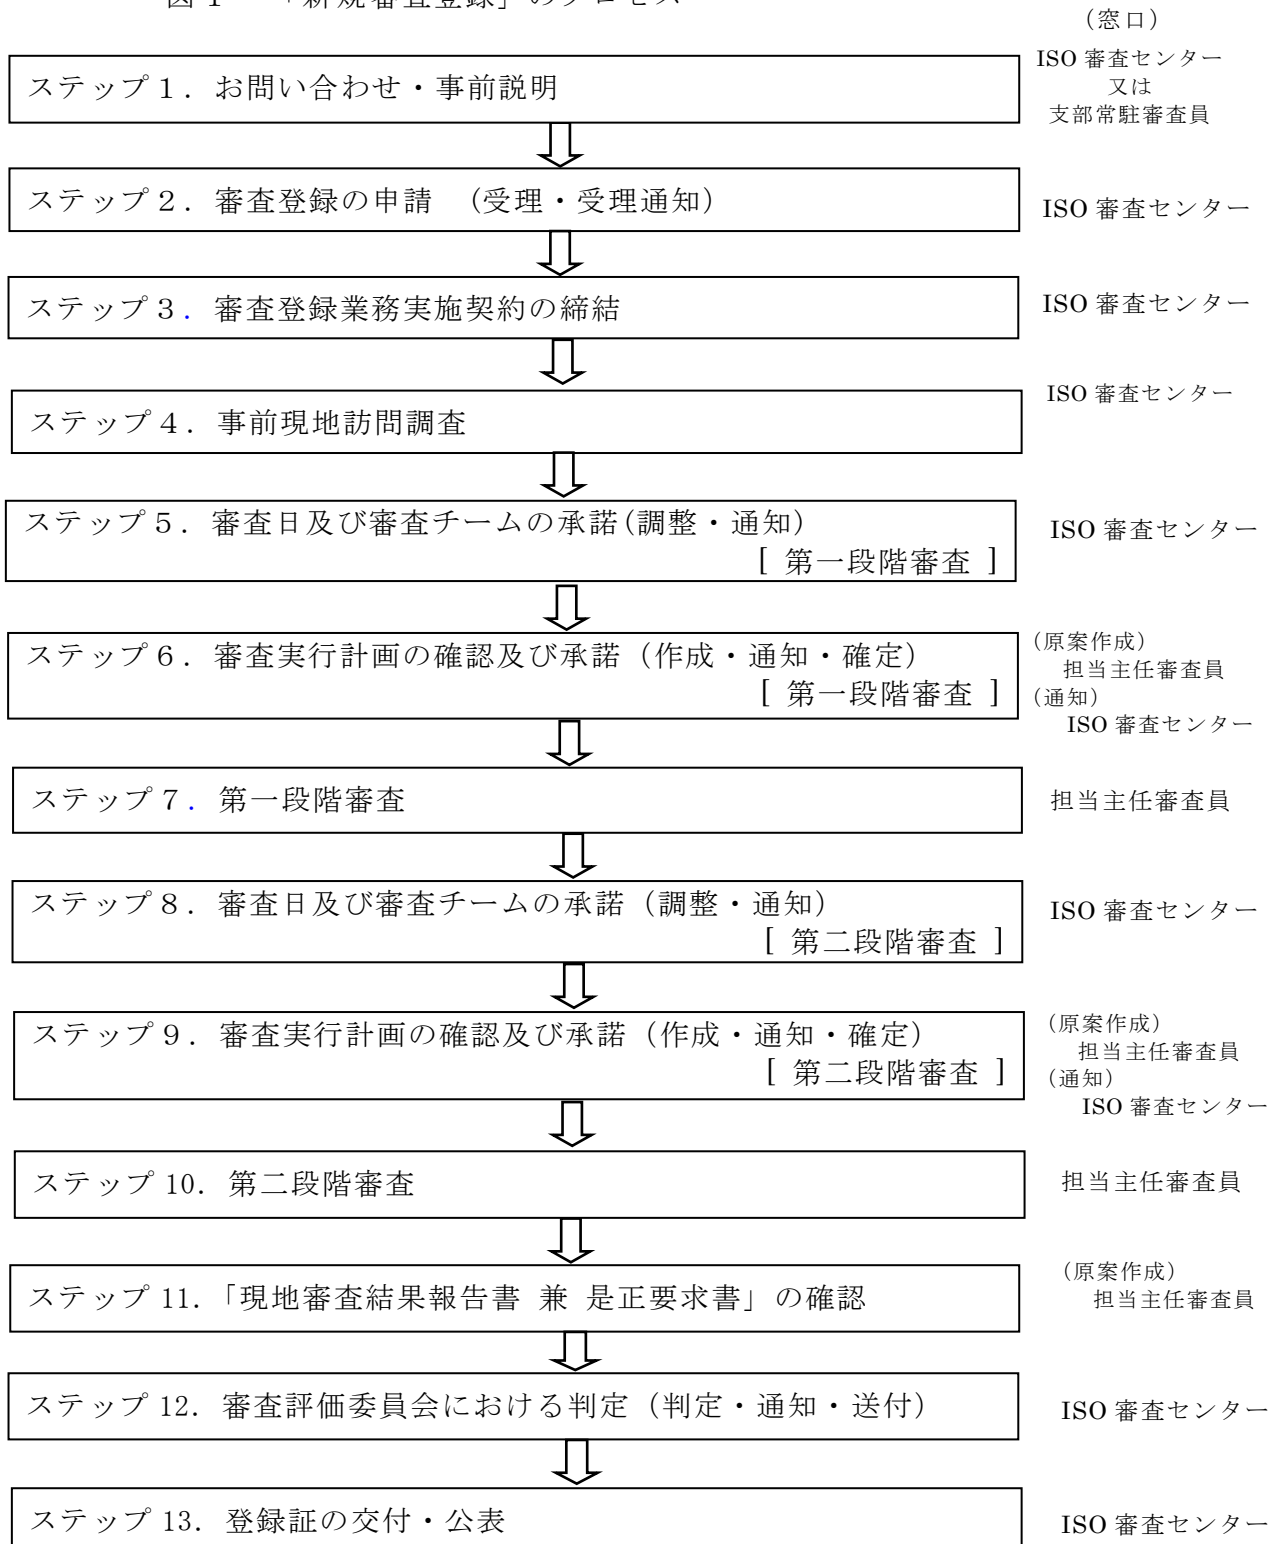 図１ 「新規審査登録」のプロセス
（窓口）
ステップ１．お問い合わせ・事前説明
ISO 審査センター
又は
支部常駐審査員
ステップ２．審査登録の申請 （受理・受理通知）
ISO 審査センター
ステップ３．審査登録業務実施契約の締結
ISO 審査センター
ステップ４．事前現地訪問調査
ISO 審査センター
ステップ５．審査日及び審査チームの承諾(調整・通知）
[ 第一段階審査 ]
ISO 審査センター
ステップ６．審査実行計画の確認及び承諾（作成・通知・確定）
[ 第一段階審査 ]
（原案作成）
担当主任審査員
（通知）
ISO 審査センター
ステップ７．第一段階審査
担当主任審査員
ステップ８．審査日及び審査チームの承諾（調整・通知）
[ 第二段階審査 ]
ISO 審査センター
ステップ９．審査実行計画の確認及び承諾（作成・通知・確定）
[ 第二段階審査 ]
（原案作成）
担当主任審査員
（通知）
ISO 審査センター
ステップ 10．第二段階審査
担当主任審査員
ステップ 11.「現地審査結果報告書 兼 是正要求書」の確認
（原案作成）
担当主任審査員
ステップ 12．審査評価委員会における判定（判定・通知・送付）
ISO 審査センター
ステップ 13．登録証の交付・公表
ISO 審査センター